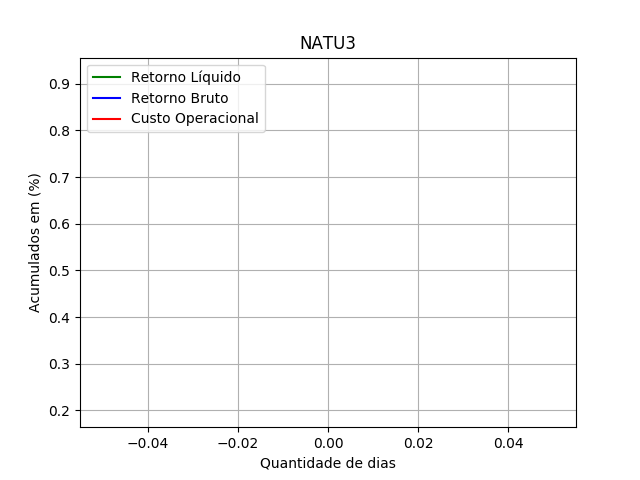 NATU3
Retorno Líquido
Retorno Bruto
Custo Operacional
Acumulados em (%)
0.9
0.8
0.7
0.6
0.5
0.4
0.3
0.2
−0.04
−0.02
0.00
0.02
0.04
Quantidade de dias